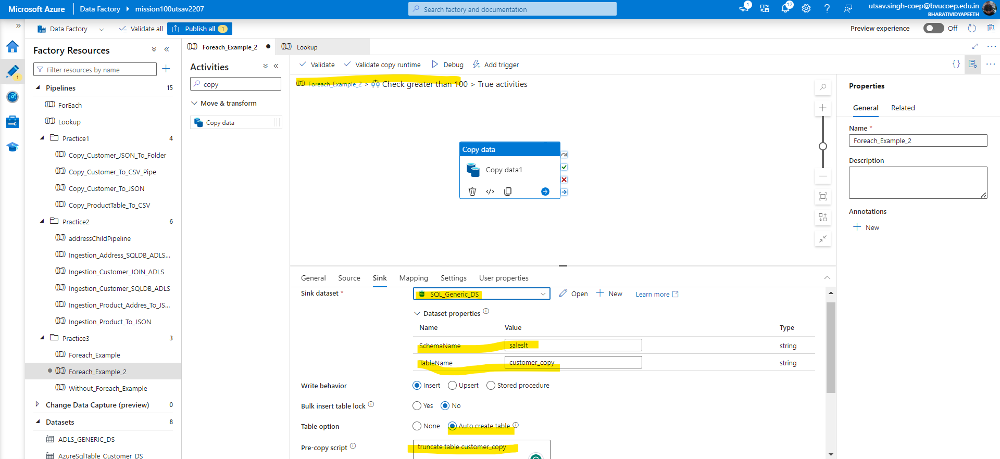 Microsoft Azure
Data Factory
mission100utsav2207
Search factory and documentation
1
12
utsav.singh-coep@bvucoep.edu.in
BHARATIVIDYAPEETH
Data Factory
Validate all
Publish all 1
Preview experience
Off
1
Factory Resources
Filter resources by name
Pipelines 15
ForEach
Lookup
Practice1 4
Copy_Customer_JSON_To_Folder
Copy_Customer_To_CSV_Pipe
Copy_Customer_To_JSON
Copy_ProductTable_To_CSV
Practice2 6
addressChildPipeline
Ingestion_Address_SQLDB_ADLS...
Ingestion_Customer_JOIN_ADLS
Ingestion_Customer_SQLDB_ADLS
Ingestion_Product_Addres_To_JS...
Ingestion_Product_To_JSON
Practice3 3
Foreach_Example
Foreach_Example_2
Without_Foreach_Example
Change Data Capture (preview) 0
Datasets 8
ADLS_GENERIC_DS
AzureSqlTable_Customer_DS
Foreach_Example_2
Lookup
Activities
copy
Move & transform
Copy data
Validate
Validate copy runtime
Debug
Add trigger
Foreach_Example_2 > Check greater than 100 > True activities
Copy data
Copy data1
General
Source
Sink
Mapping
Settings
User properties
Sink dataset *
SQL_Generic_DS
Open
New
Learn more
Dataset properties
Name Value Type
SchemaName saleslt string
TableName customer_copy string
Write behavior
Insert
Upsert
Stored procedure
Bulk insert table lock
Yes
No
Table option
None
Auto create table
Pre-copy script
truncate table customer_copy
Properties
General
Related
Name *
Foreach_Example_2
Description
Annotations
New